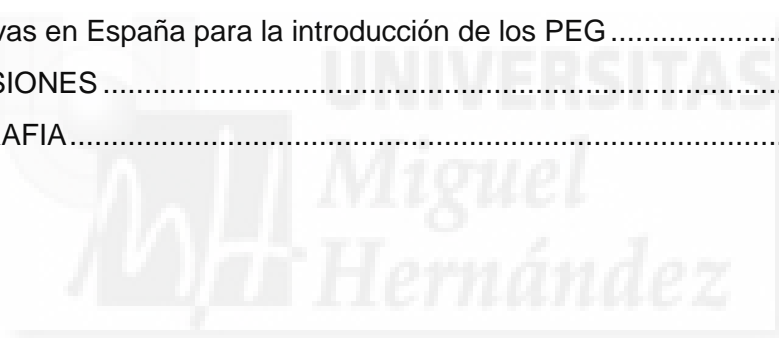 vas en España para la introducción de los PEG....................
SIONES....................................................................................
AFIA........................................................................................
UNIVERSITAS
Miguel
Hernández